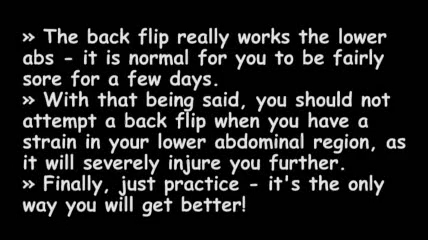 » The back flip really works the lower
abs - it is normal for you to be fairly
sore for a few days.
» With that being said, you should not
attempt a back flip when you have a
strain in your lower abdominal region, as
it will severely injure you further.
» Finally, just practice - it's the only
way you will get better!